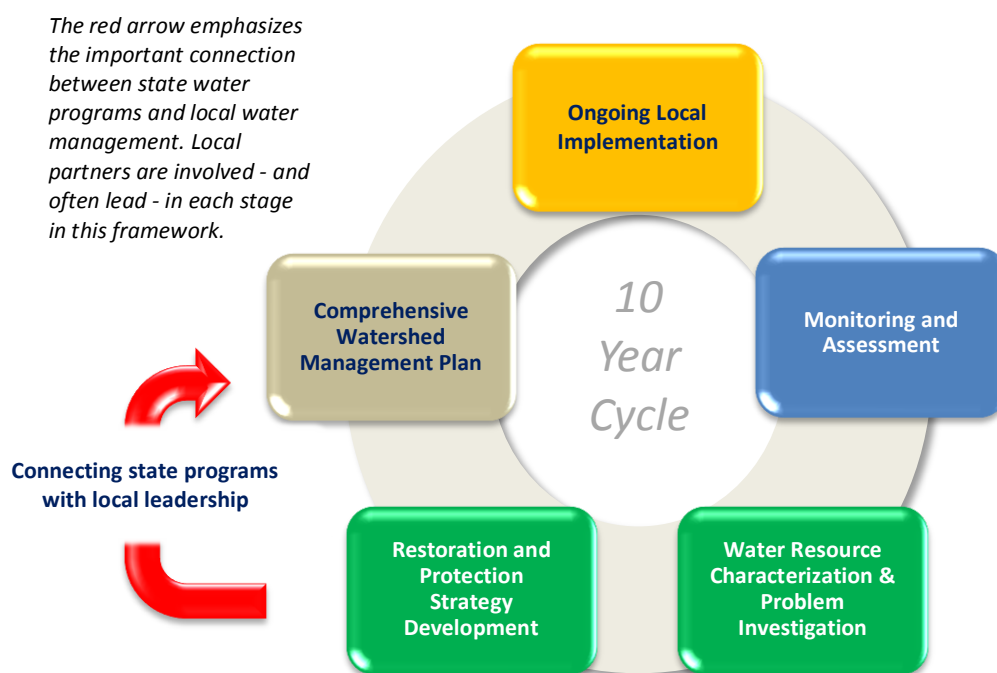 The red arrow emphasizes
the important connection
between state water
programs and local water
management. Local
partners are involved - and
often lead - in each stage
in this framework.
Ongoing Local
Implementation
Comprehensive
Watershed
Management Plan
10
Year
Cycle
Monitoring and
Assessment
Connecting state programs
with local leadership
Restoration and
Protection
Strategy
Development
Water Resource
Characterization &
Problem
Investigation